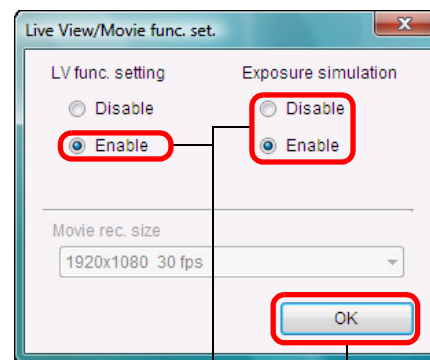 Live View/Movie func. set.
LV func. setting
Exposure simulation
Disable
Disable
Enable
Enable
Movie rec. size
1920x1080 30 fps
OK